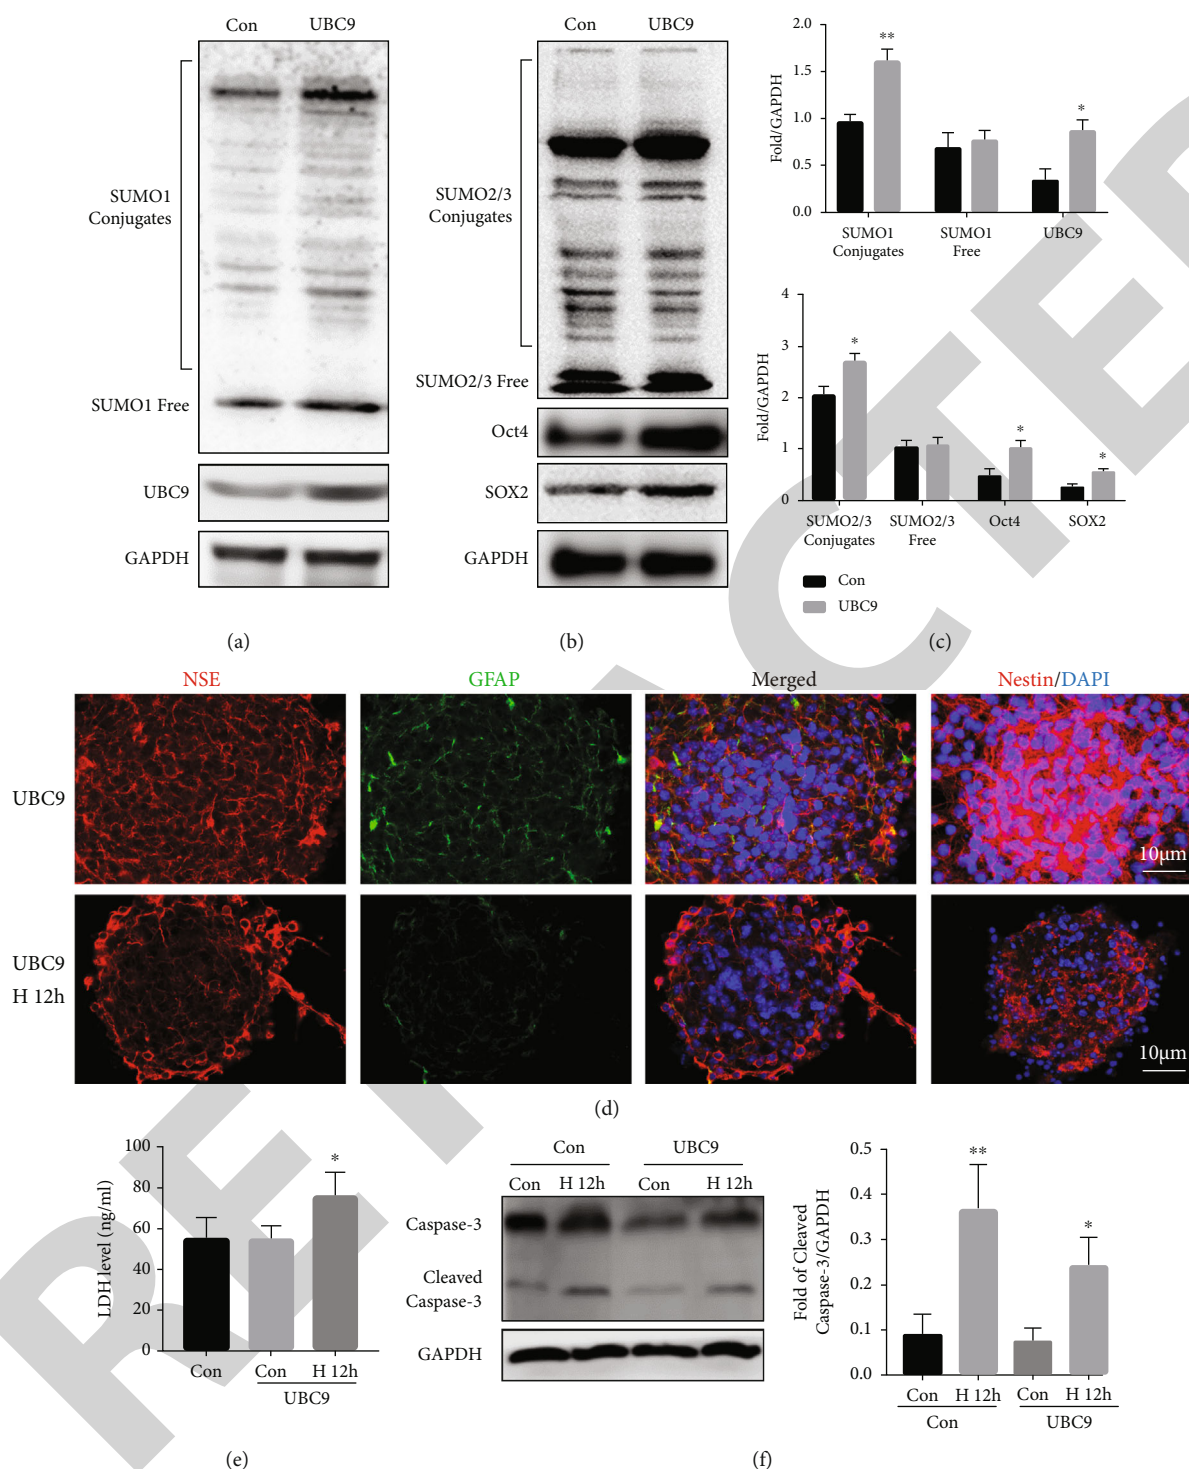 Con UBC9
SUMO1
Conjugates
SUMO1 Free
UBC9
GAPDH
(a)
Con UBC9
SUMO2/3
Conjugates
SUMO2/3 Free
Oct4
SOX2
GAPDH
(b)
Fold/GAPDH
2.0
1.5
1.0
0.5
0.0
** *
SUMO1 SUMO1 UBC9
Conjugates Free
Fold/GAPDH
4
3
2
1
0
* * *
SUMO2/3 SUMO2/3 Oct4 SOX2
Conjugates Free
Con
UBC9
(c)
NSE GFAP Merged Nestin/DAPI
UBC9
10μm
UBC9
H 12h
10μm
(d)
LDH level (ng/ml)
100
80
60
40
20
0
*
Con Con H 12h
UBC9
(e)
Con UBC9
Con H 12h Con H 12h
Caspase-3
Cleaved
Caspase-3
GAPDH
Fold of Cleaved
Caspase-3/GAPDH
0.5
0.4
0.3
0.2
0.1
0.0
** *
Con H 12h Con H 12h
Con UBC9
(f)